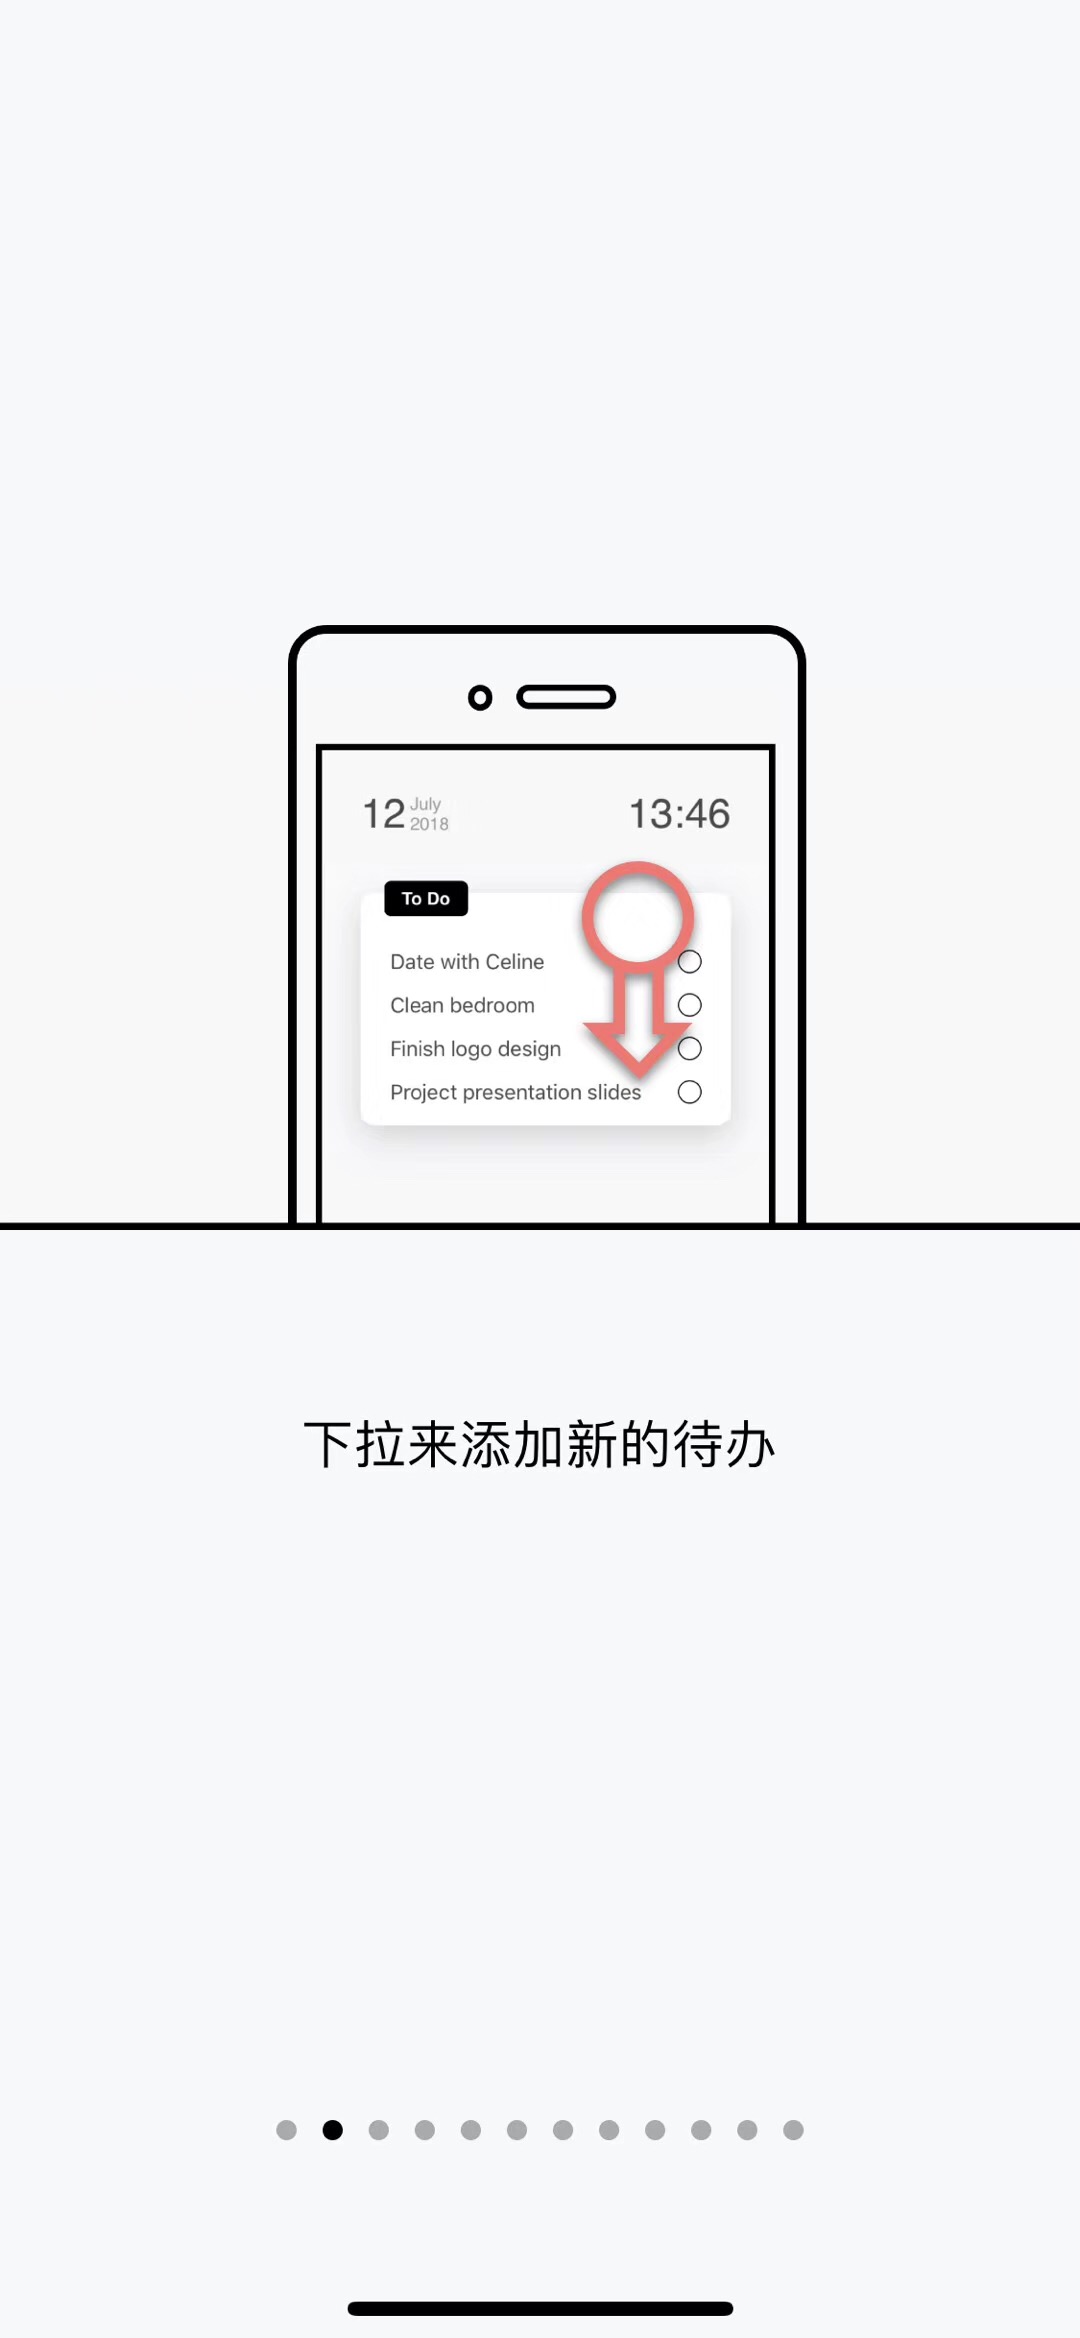 12 July 2018 13:46
To Do
Date with Celine
Clean bedroom
Finish logo design
Project presentation slides
下拉来添加新的待办